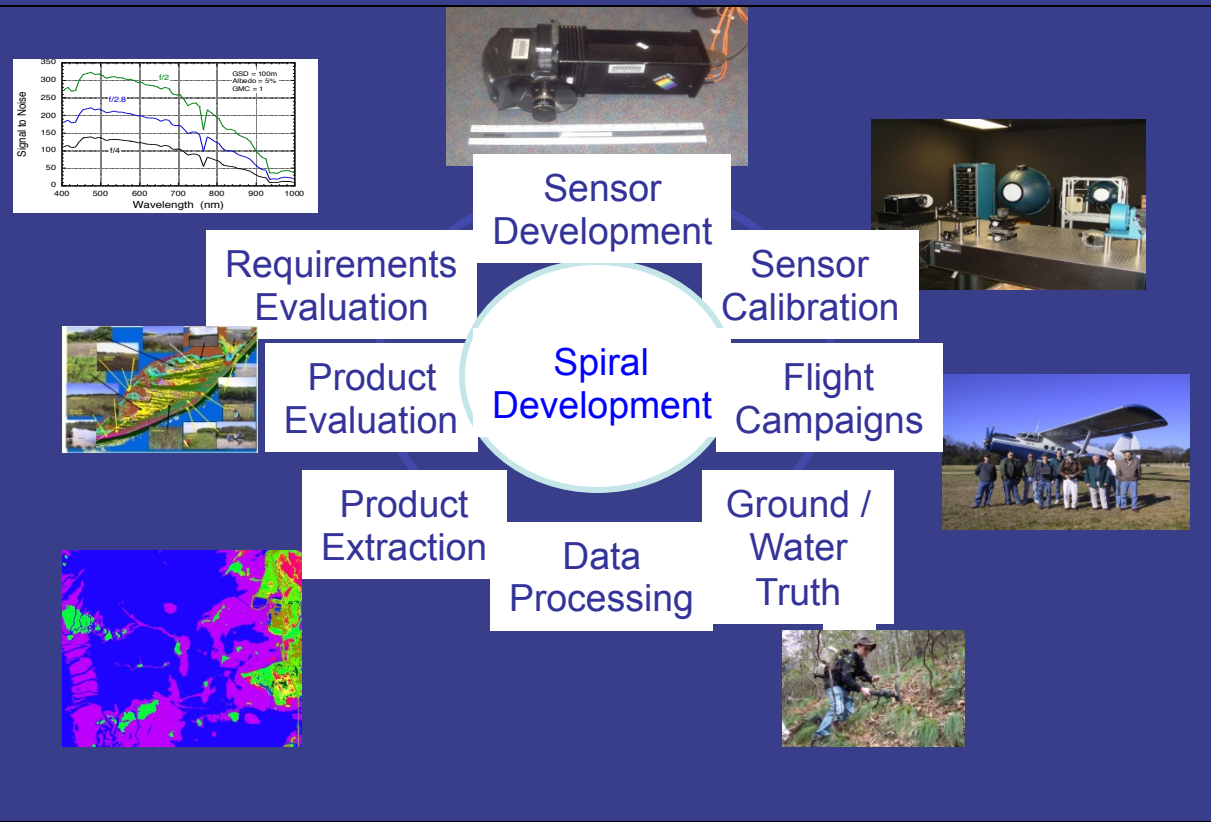 350
300
250
200
150
100
50
0
Signal to Noise
f/2
f/2.8
f/4
GSD = 100m
Albedo = 5%
GMC = 1
400 500 600 700 800 900 1000
Wavelength (nm)
Sensor
Development
Requirements
Evaluation
Sensor
Calibration
Product
Evaluation
Spiral
Development
Flight
Campaigns
Product
Extraction
Data
Processing
Ground /
Water
Truth